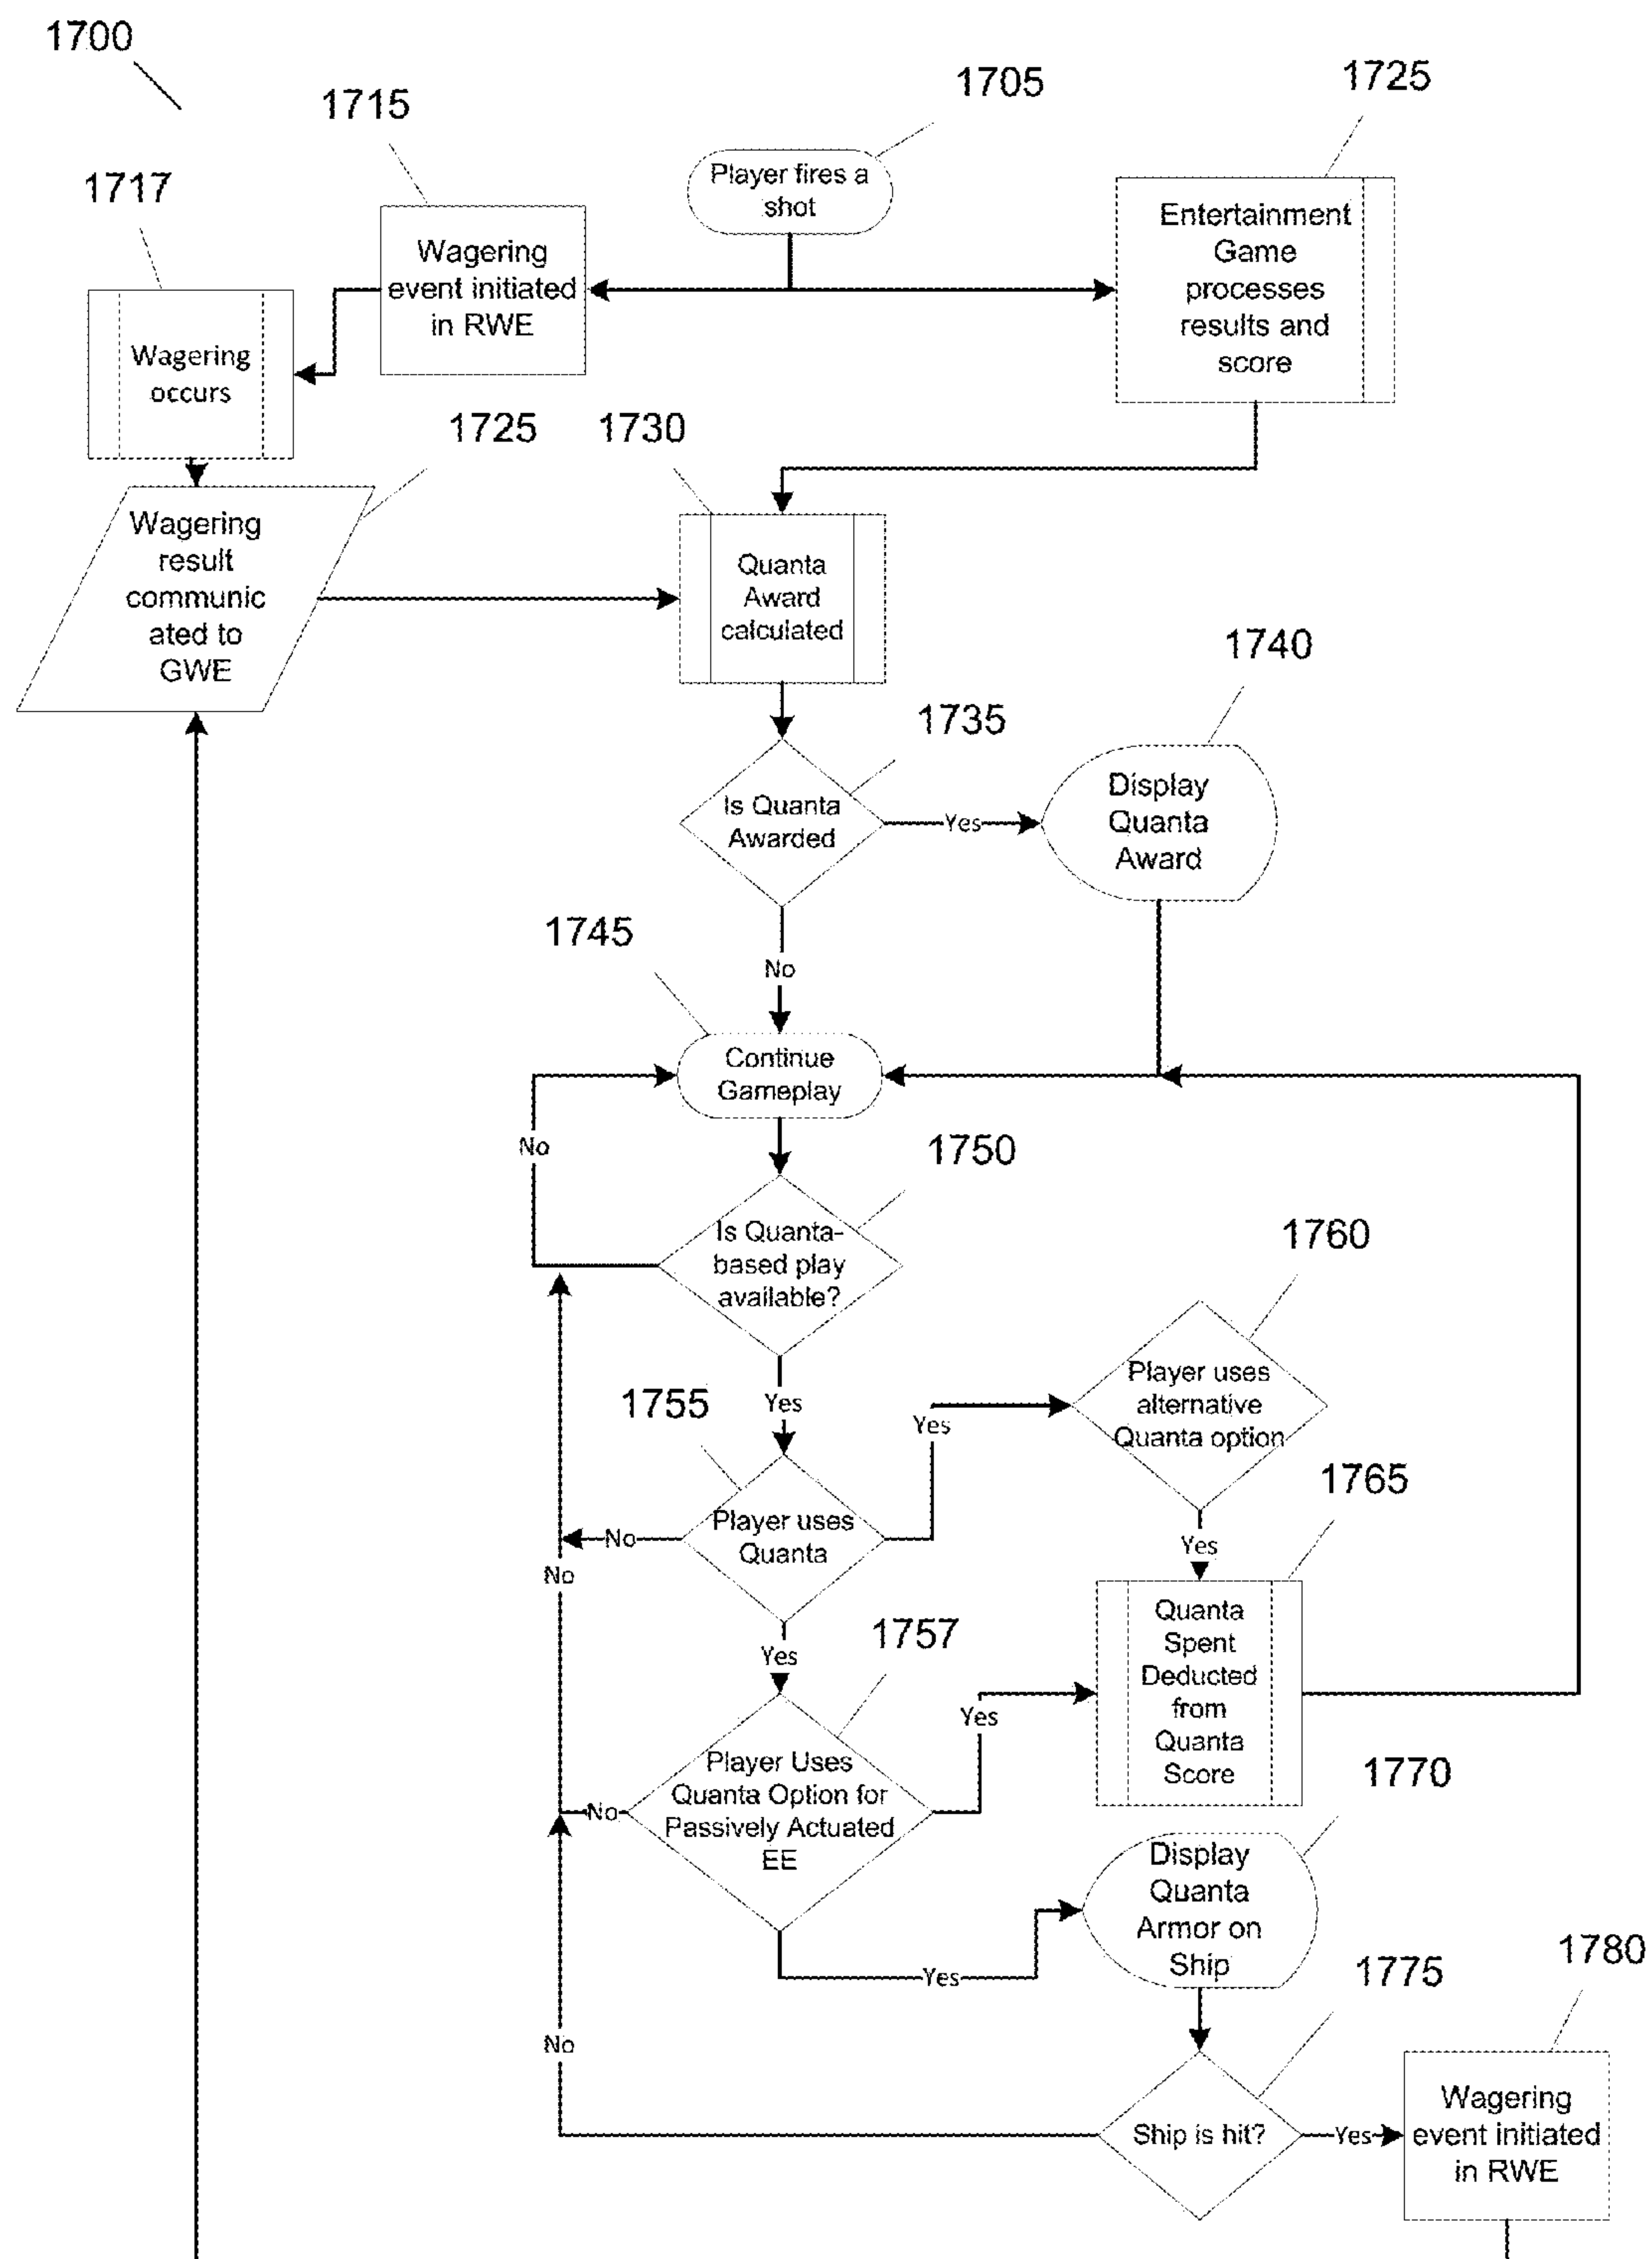 1700
1705
1725
1715
1717
Player fires a
shot
Entertainment
Game
processes
results and
score
Wagering
event initiated
in RWE
Wagering
occurs
1725
1730
Wagering
result
communic
ated to
GWE
Quanta
Award
calculated
1740
1735
Is Quanta
Awarded
Yes
Display
Quanta
Award
1745
No
Continue
Gameplay
No
1750
Is Quanta-
based play
available?
1760
Yes
1755
Player uses
alternative
Quanta option
Yes
1765
Player uses
Quanta
No
Yes
No
Quanta
Spent
Deducted
from
Quanta
Score
1757
Yes
Yes
1770
Player Uses
Quanta Option for
Passively Actuated
EE
No
Display
Quanta
Armor on
Ship
Yes
1780
1775
No
Ship is hit?
Yes
Wagering
event initiated
in RWE